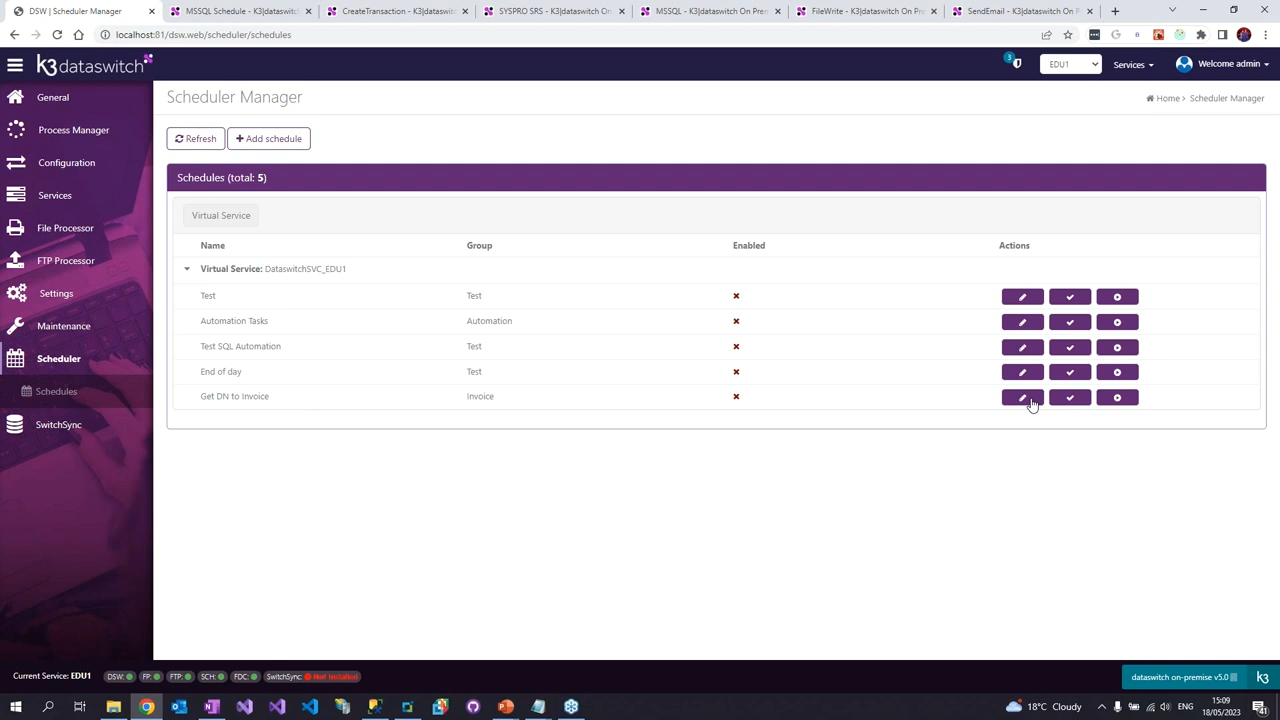 DSW | Scheduler Manager
MSSQL Schedule - K3|dataswitch
CreateTransaction - K3|dataswitch
SYSPRO SRS - K3|dataswitch On
MSSQL - K3|dataswitch On Prem
FileWrite - K3|dataswitch On Pr
SendEmail - K3|dataswitch On P
localhost:81/dsw.web/scheduler/schedules
k3 dataswitch
3
EDU1
Services
Welcome admin
General
Process Manager
Configuration
Services
File Processor
FTP Processor
Settings
Maintenance
Scheduler
Schedules
SwitchSync
Scheduler Manager
Home > Scheduler Manager
Refresh
Add schedule
Schedules (total: 5)
Virtual Service
Name Group Enabled Actions
Virtual Service: DataswitchSVC_EDU1
Test Test
Automation Tasks Automation
Test SQL Automation Test
End of day Test
Get DN to Invoice Invoice
Current Service: EDU1
DSW:
FP:
FTP:
SCH:
FDC:
SwitchSync: Not Installed
dataswitch on-premise v5.0
k3
18°C Cloudy
ENG
15:09
18/05/2023